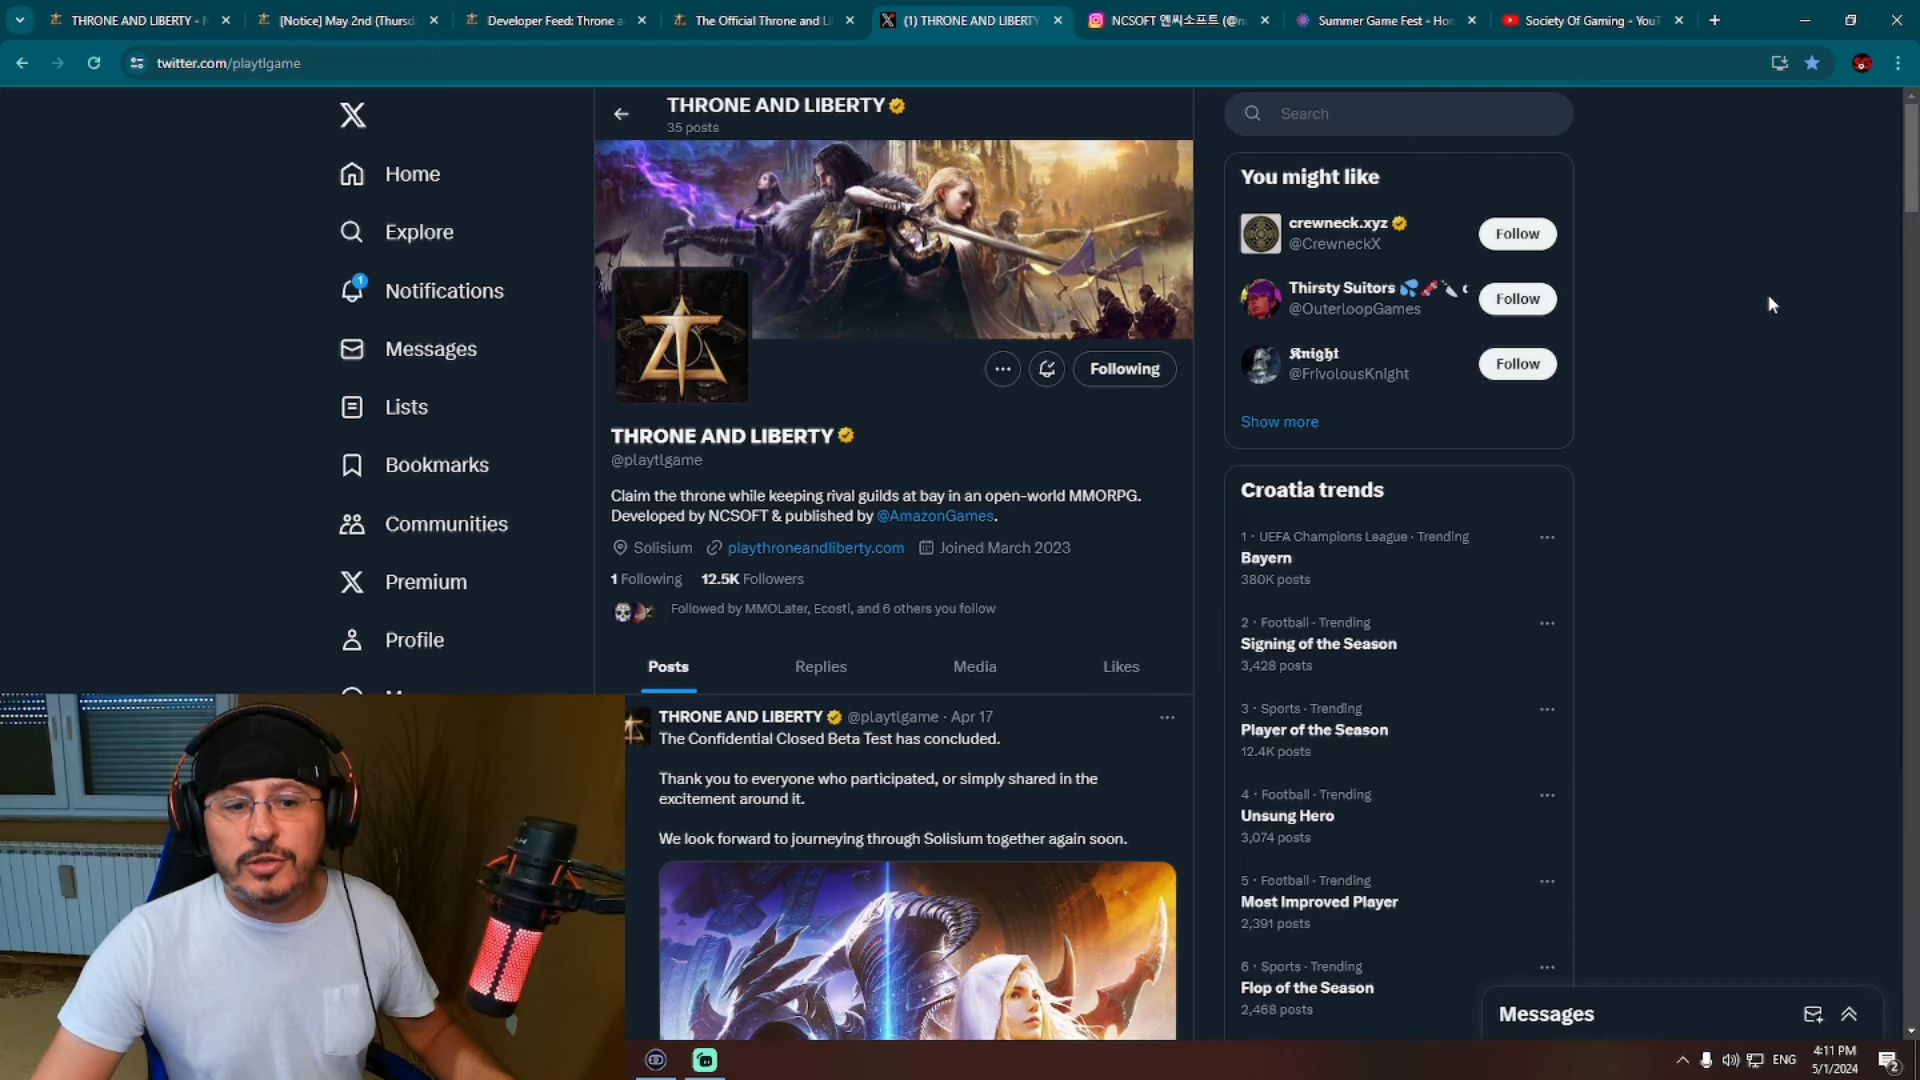 THRONE AND LIBERTY - N
[Notice] May 2nd (Thursd
Developer Feed: Throne a
The Official Throne and Li
(1) THRONE AND LIBERTY
NCSOFT 엔씨소프트 (@n
Summer Game Fest - Hom
Society Of Gaming - YouT
twitter.com/playtlgame
THRONE AND LIBERTY
35 posts
Search
Home
Explore
1
Notifications
Messages
Lists
Bookmarks
Communities
Premium
Profile
Following
THRONE AND LIBERTY
@playtlgame
Claim the throne while keeping rival guilds at bay in an open-world MMORPG.
Developed by NCSOFT & published by @AmazonGames.
Solisium playthroneandliberty.com Joined March 2023
1 Following 12.5K Followers
Followed by MMOLater, Ecosti, and 6 others you follow
Posts Replies Media Likes
THRONE AND LIBERTY @playtlgame · Apr 17
The Confidential Closed Beta Test has concluded.
Thank you to everyone who participated, or simply shared in the
excitement around it.
We look forward to journeying through Solisium together again soon.
You might like
crewneck.xyz
@CrewneckX
Follow
Thirsty Suitors
@OuterloopGames
Follow
𝕶𝖓𝖎𝖌𝖍𝖙
@FrivolousKnight
Follow
Show more
Croatia trends
1 · UEFA Champions League · Trending
Bayern
380K posts
2 · Football · Trending
Signing of the Season
3,428 posts
3 · Sports · Trending
Player of the Season
12.4K posts
4 · Football · Trending
Unsung Hero
3,074 posts
5 · Football · Trending
Most Improved Player
2,391 posts
6 · Sports · Trending
Flop of the Season
2,468 posts
Messages
ENG
4:11 PM
5/1/2024
2